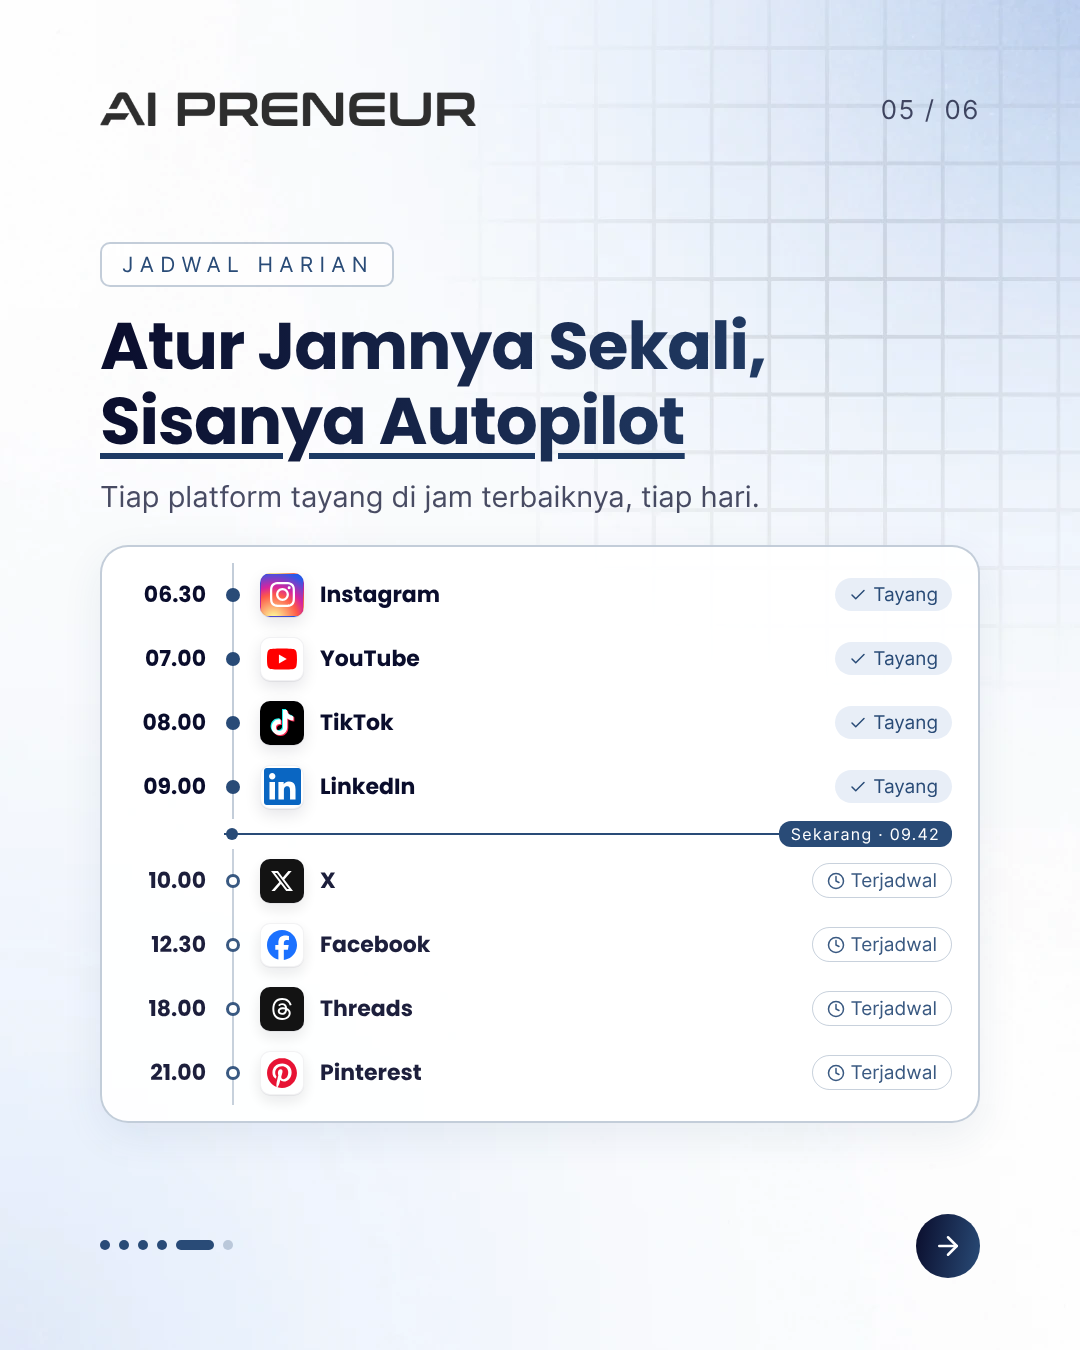 AI PRENEUR
05 / 06
JADWAL HARIAN
Atur Jamnya Sekali,
Sisanya Autopilot
Tiap platform tayang di jam terbaiknya, tiap hari.
06.30 Instagram Tayang
07.00 YouTube Tayang
08.00 TikTok Tayang
09.00 LinkedIn Tayang
Sekarang · 09.42
10.00 X Terjadwal
12.30 Facebook Terjadwal
18.00 Threads Terjadwal
21.00 Pinterest Terjadwal